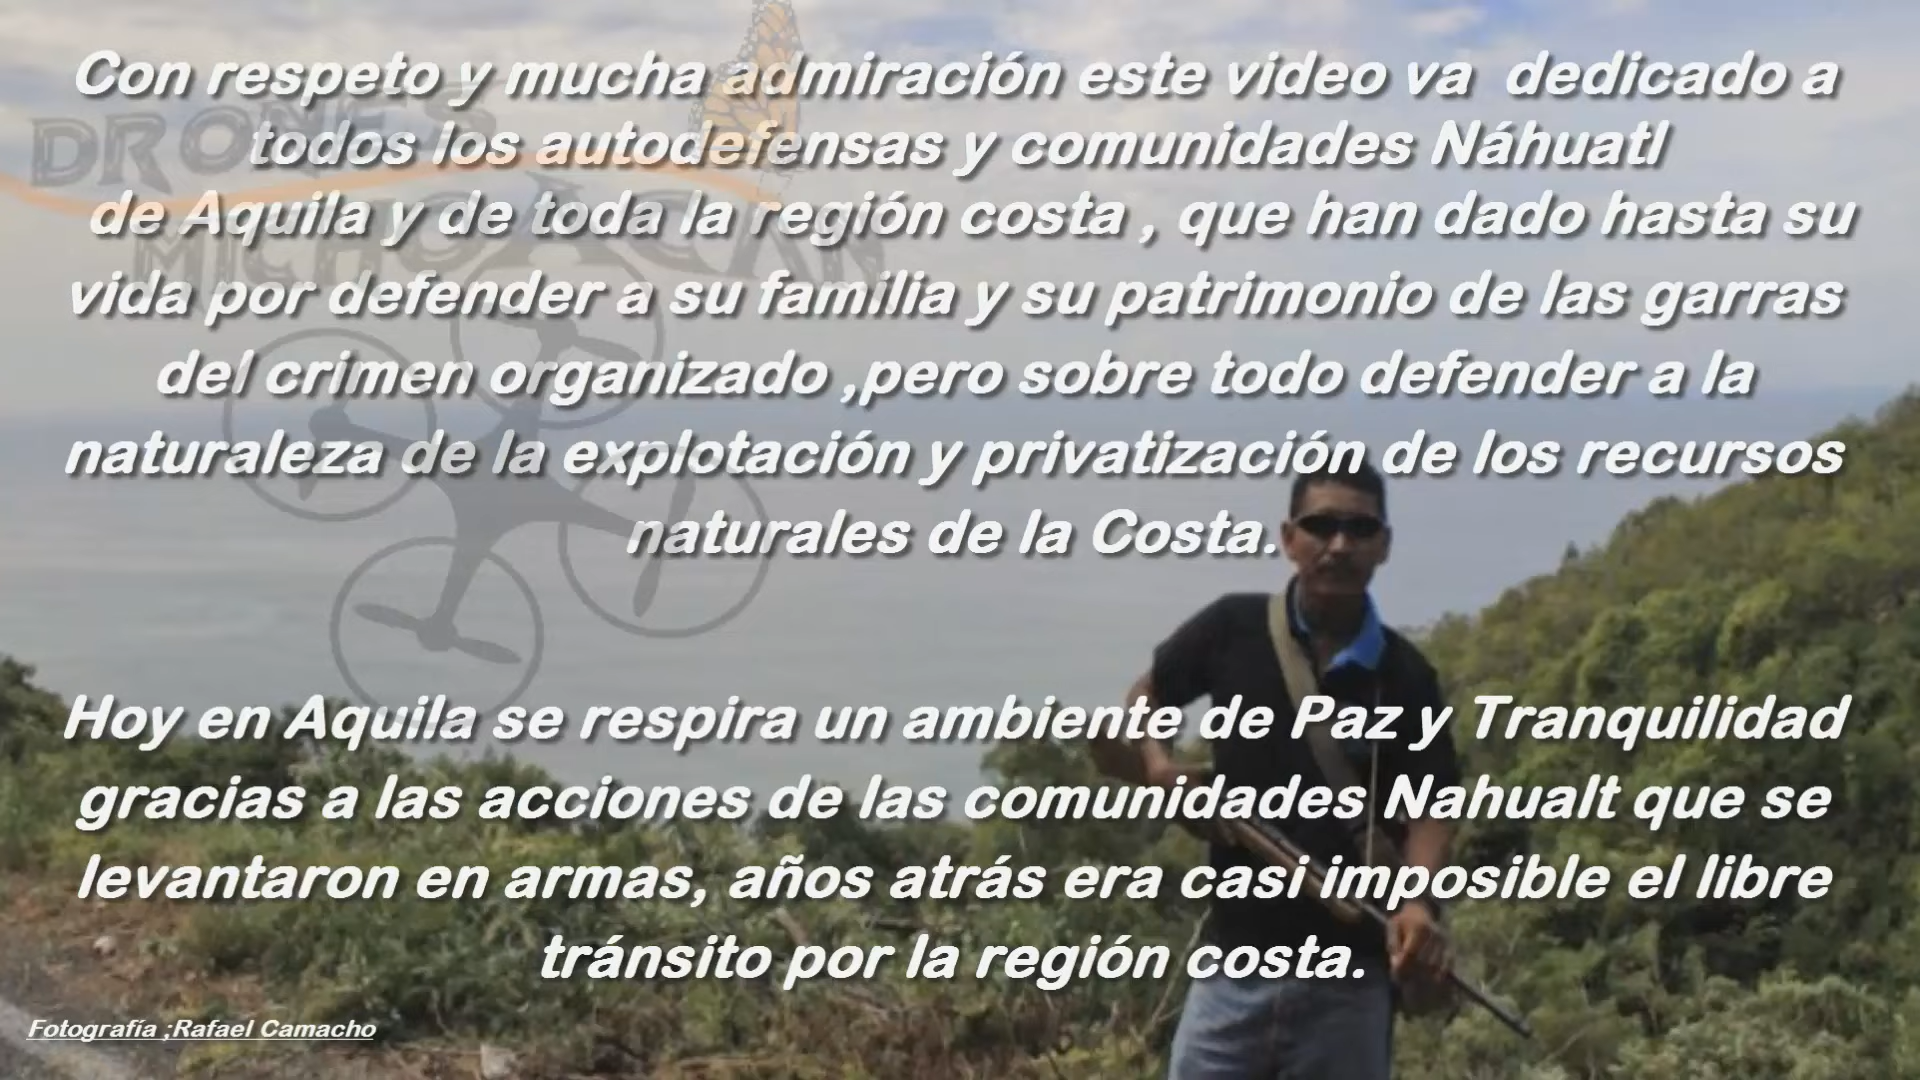 Con respeto y mucha admiración este video va dedicado a
todos los autodefensas y comunidades Náhuatl
de Aquila y de toda la región costa , que han dado hasta su
vida por defender a su familia y su patrimonio de las garras
del crimen organizado ,pero sobre todo defender a la
naturaleza de la explotación y privatización de los recursos
naturales de la Costa.
Hoy en Aquila se respira un ambiente de Paz y Tranquilidad
gracias a las acciones de las comunidades Nahualt que se
levantaron en armas, años atrás era casi imposible el libre
tránsito por la región costa.
Fotografía ;Rafael Camacho
DRONES
MICHOACAN